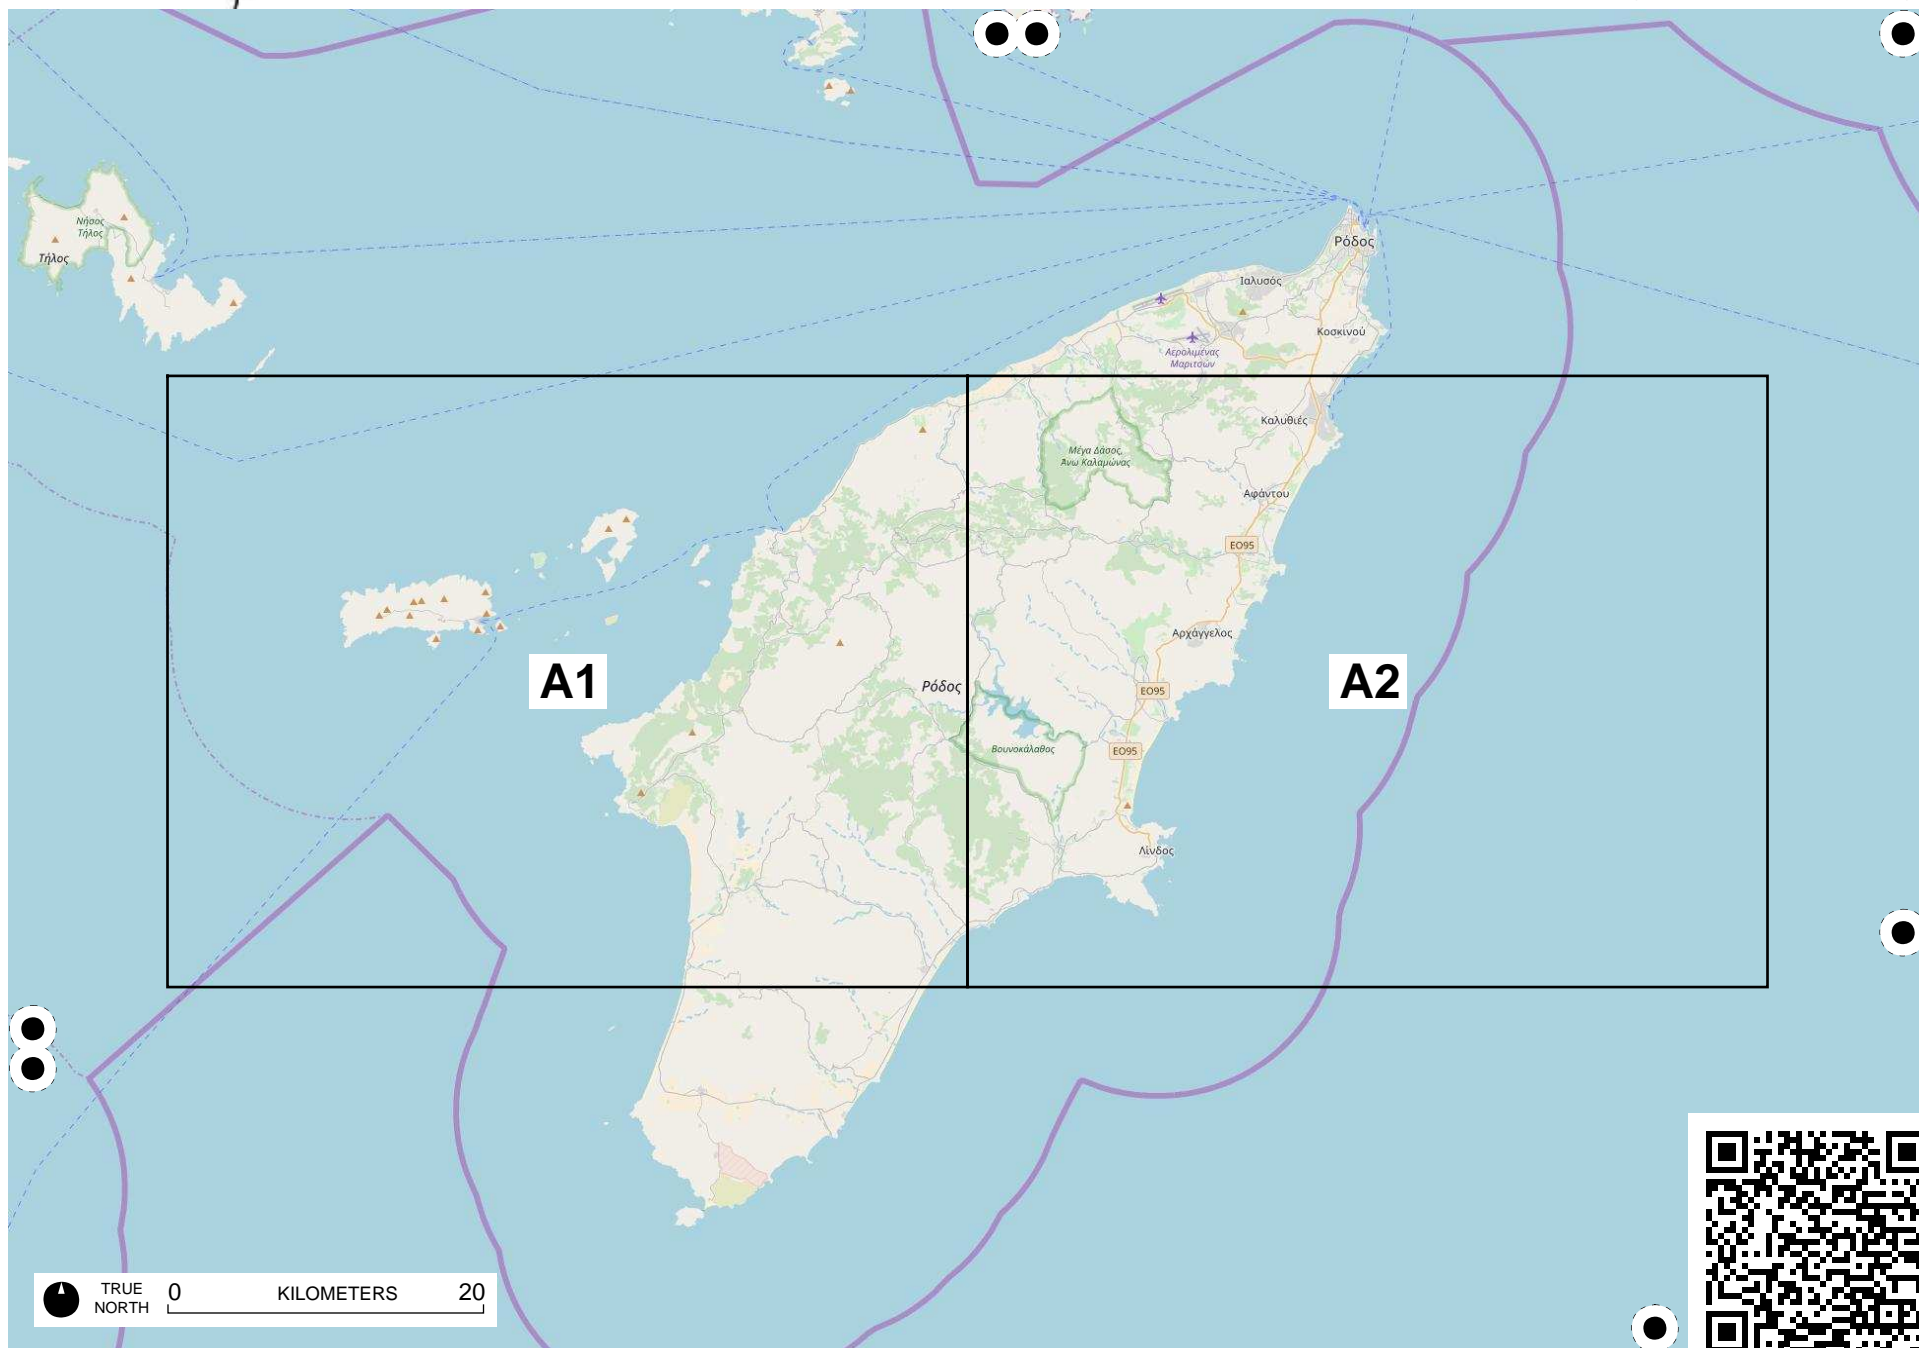 Νήσος
Τήλος
Τήλος
Ρόδος
Ιαλυσός
Κοσκινού
Αερολιμένας
Μαριτσών
Καλυθιές
Μέγα Δάσος,
Άνω Καλαμώνας
Αφάντου
EO95
Αρχάγγελος
A1
Ρόδος
EO95
A2
Βουνοκάλαθος
EO95
Λίνδος
TRUE
NORTH
0
KILOMETERS
20